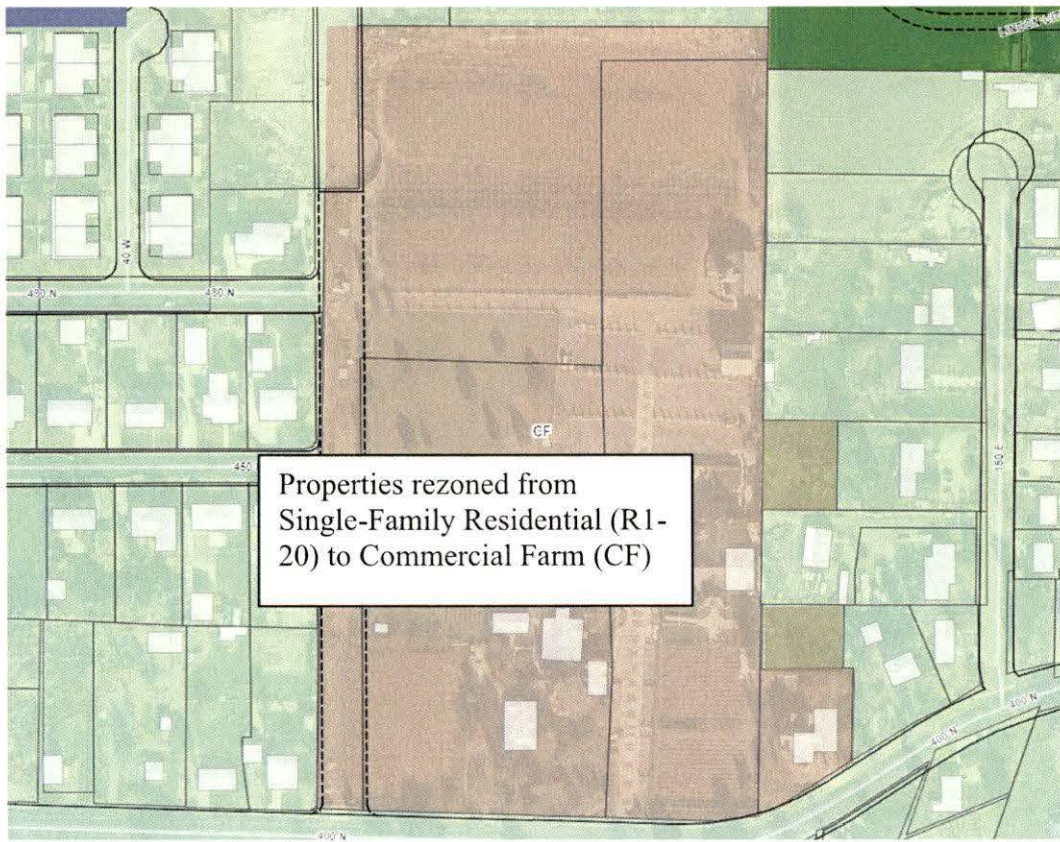 40 W
480 N
480 N
CF
450
Properties rezoned from
Single-Family Residential (R1-
20) to Commercial Farm (CF)
150 E
400 N
400 N
400 N